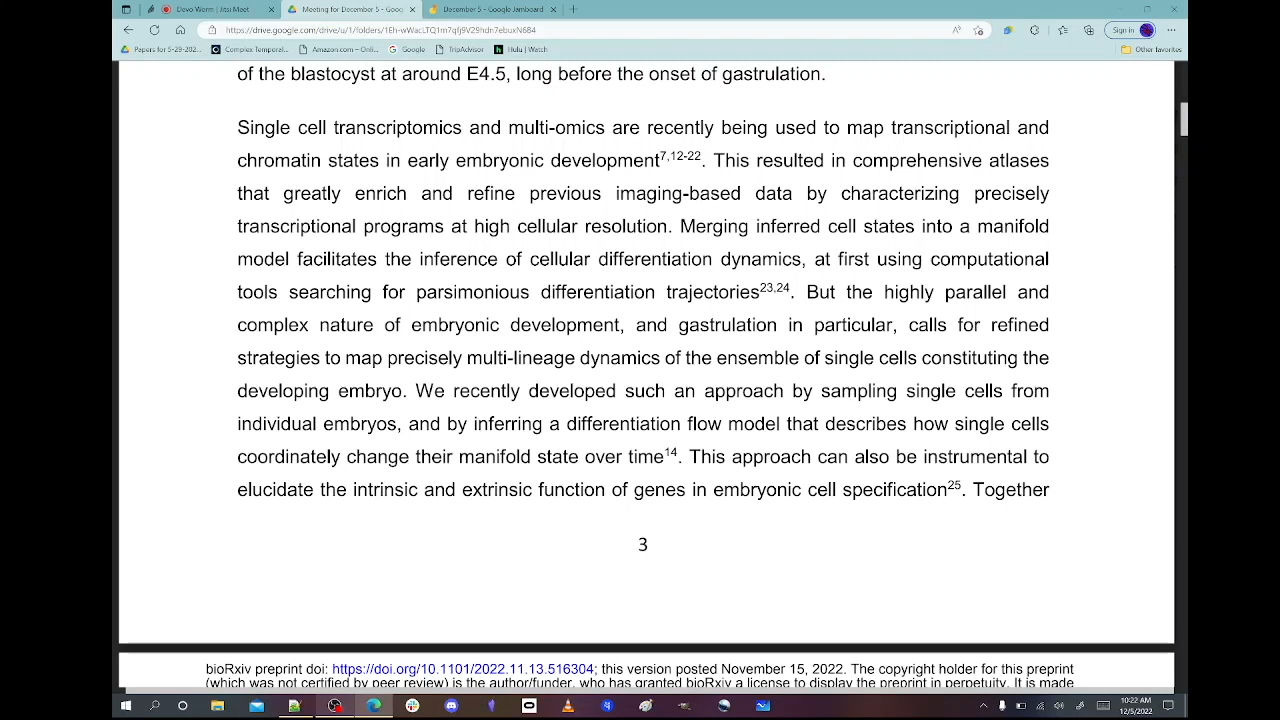 Devo Worm | Jitsi Meet
Meeting for December 5 - Goog
December 5 - Google Jamboard
https://drive.google.com/drive/u/1/folders/1Eh-wWacLTQ1rn7qfj9V29hdn7ebuxN684
Sign in
Papers for 5-29-202...
Complex Temporal...
Amazon.com – Onli...
Google
TripAdvisor
Hulu | Watch
Other favorites
of the blastocyst at around E4.5, long before the onset of gastrulation.
Single cell transcriptomics and multi-omics are recently being used to map transcriptional and
chromatin states in early embryonic development7,12-22. This resulted in comprehensive atlases
that greatly enrich and refine previous imaging-based data by characterizing precisely
transcriptional programs at high cellular resolution. Merging inferred cell states into a manifold
model facilitates the inference of cellular differentiation dynamics, at first using computational
tools searching for parsimonious differentiation trajectories23,24. But the highly parallel and
complex nature of embryonic development, and gastrulation in particular, calls for refined
strategies to map precisely multi-lineage dynamics of the ensemble of single cells constituting the
developing embryo. We recently developed such an approach by sampling single cells from
individual embryos, and by inferring a differentiation flow model that describes how single cells
coordinately change their manifold state over time14. This approach can also be instrumental to
elucidate the intrinsic and extrinsic function of genes in embryonic cell specification25. Together
3
bioRxiv preprint doi: https://doi.org/10.1101/2022.11.13.516304; this version posted November 15, 2022. The copyright holder for this preprint
(which was not certified by peer review) is the author/funder, who has granted bioRxiv a license to display the preprint in perpetuity. It is made
10:22 AM
12/5/2022